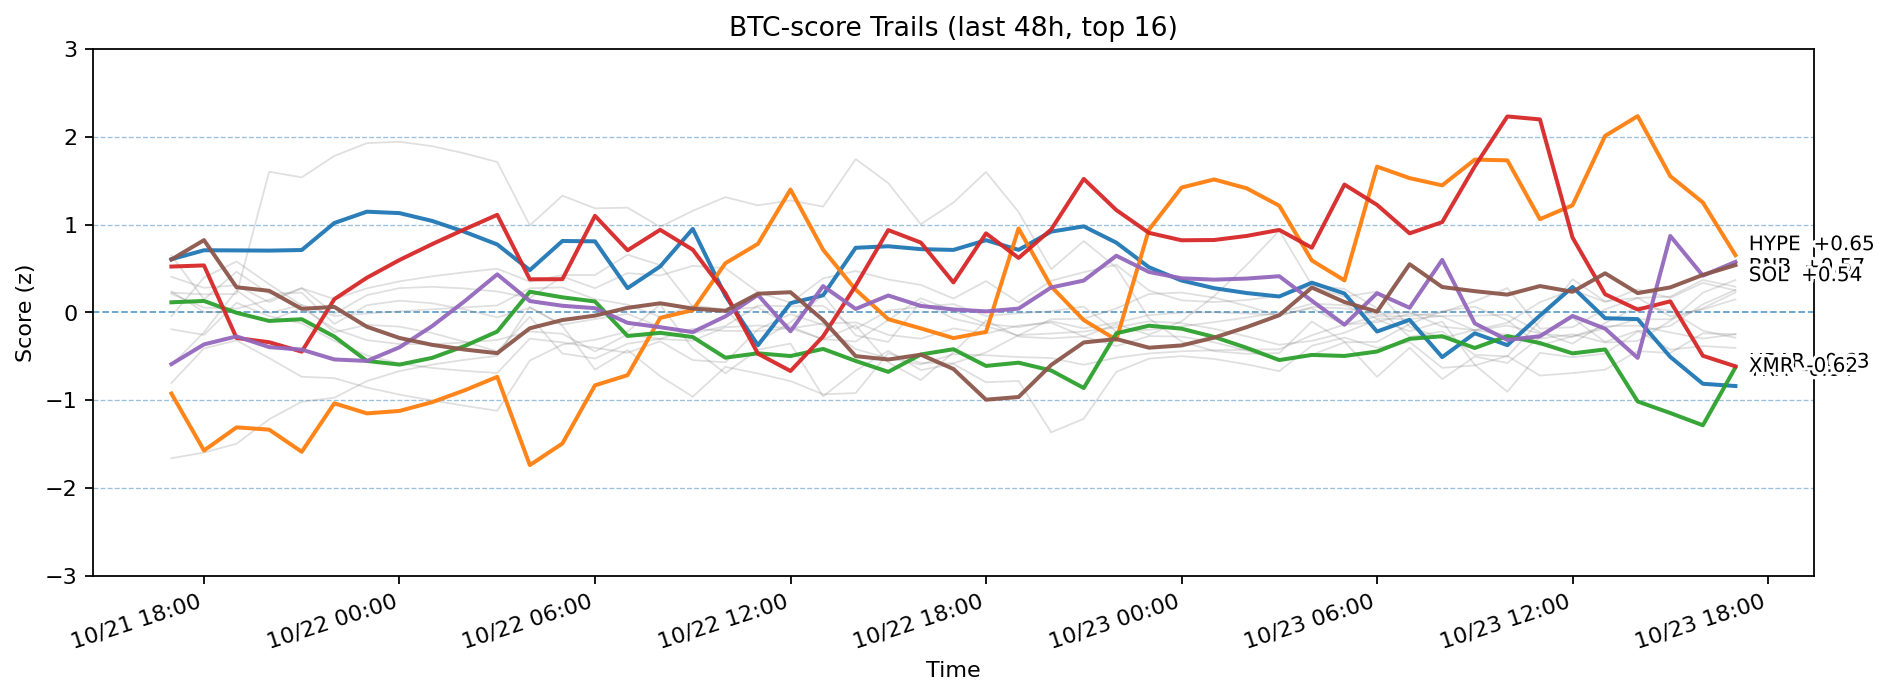 BTC-score Trails (last 48h, top 16)
3
2
1
0
−1
−2
−3
Score (z)
HYPE +0.65
SOL +0.54
XMR -0.62
10/21 18:00
10/22 00:00
10/22 06:00
10/22 12:00
10/22 18:00
10/23 00:00
10/23 06:00
10/23 12:00
10/23 18:00
Time